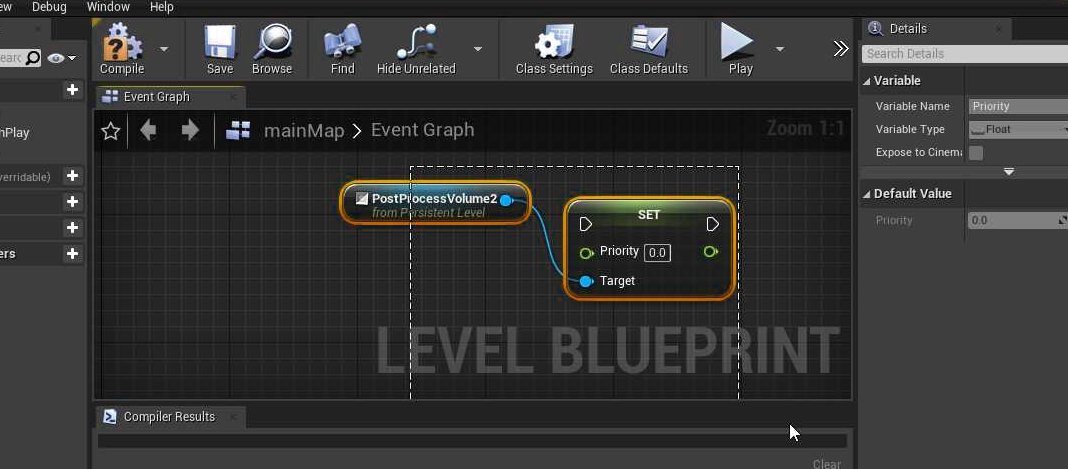 ew Debug Window Help
Details
Search Details
Compile
Save
Browse
Find
Hide Unrelated
Class Settings
Class Defaults
Play
Variable
Variable Name
Priority
Variable Type
Float
Expose to Cinema
Default Value
Priority
0.0
earc
nPlay
verridable)
ers
Event Graph
mainMap > Event Graph
Zoom 1:1
PostProcessVolume2
from Persistent Level
SET
Priority 0.0
Target
LEVEL BLUEPRINT
Compiler Results
Clear